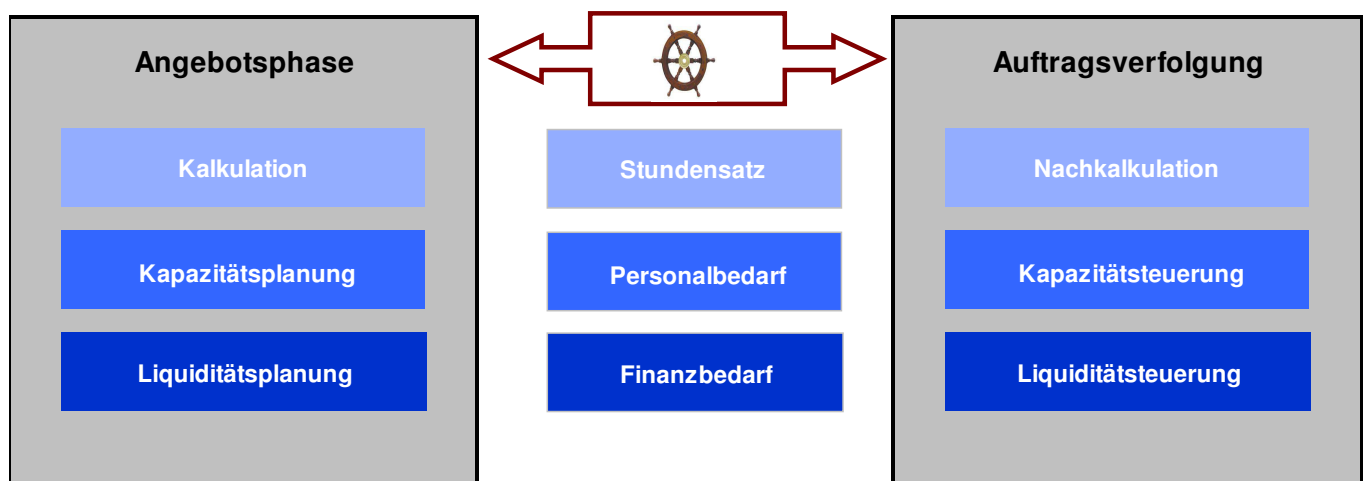 Angebotsphase
Auftragsverfolgung
Kalkulation
Stundensatz
Nachkalkulation
Kapazitätsplanung
Personalbedarf
Kapazitätsteuerung
Liquiditätsplanung
Finanzbedarf
Liquiditätsteuerung